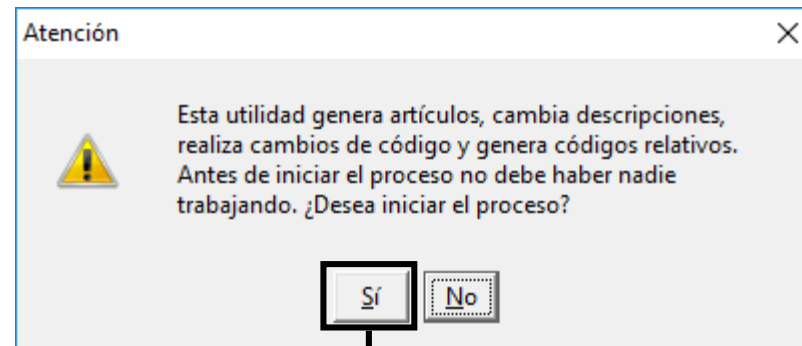 Atención
Esta utilidad genera artículos, cambia descripciones,
realiza cambios de código y genera códigos relativos.
Antes de iniciar el proceso no debe haber nadie
trabajando. ¿Desea iniciar el proceso?
Sí No